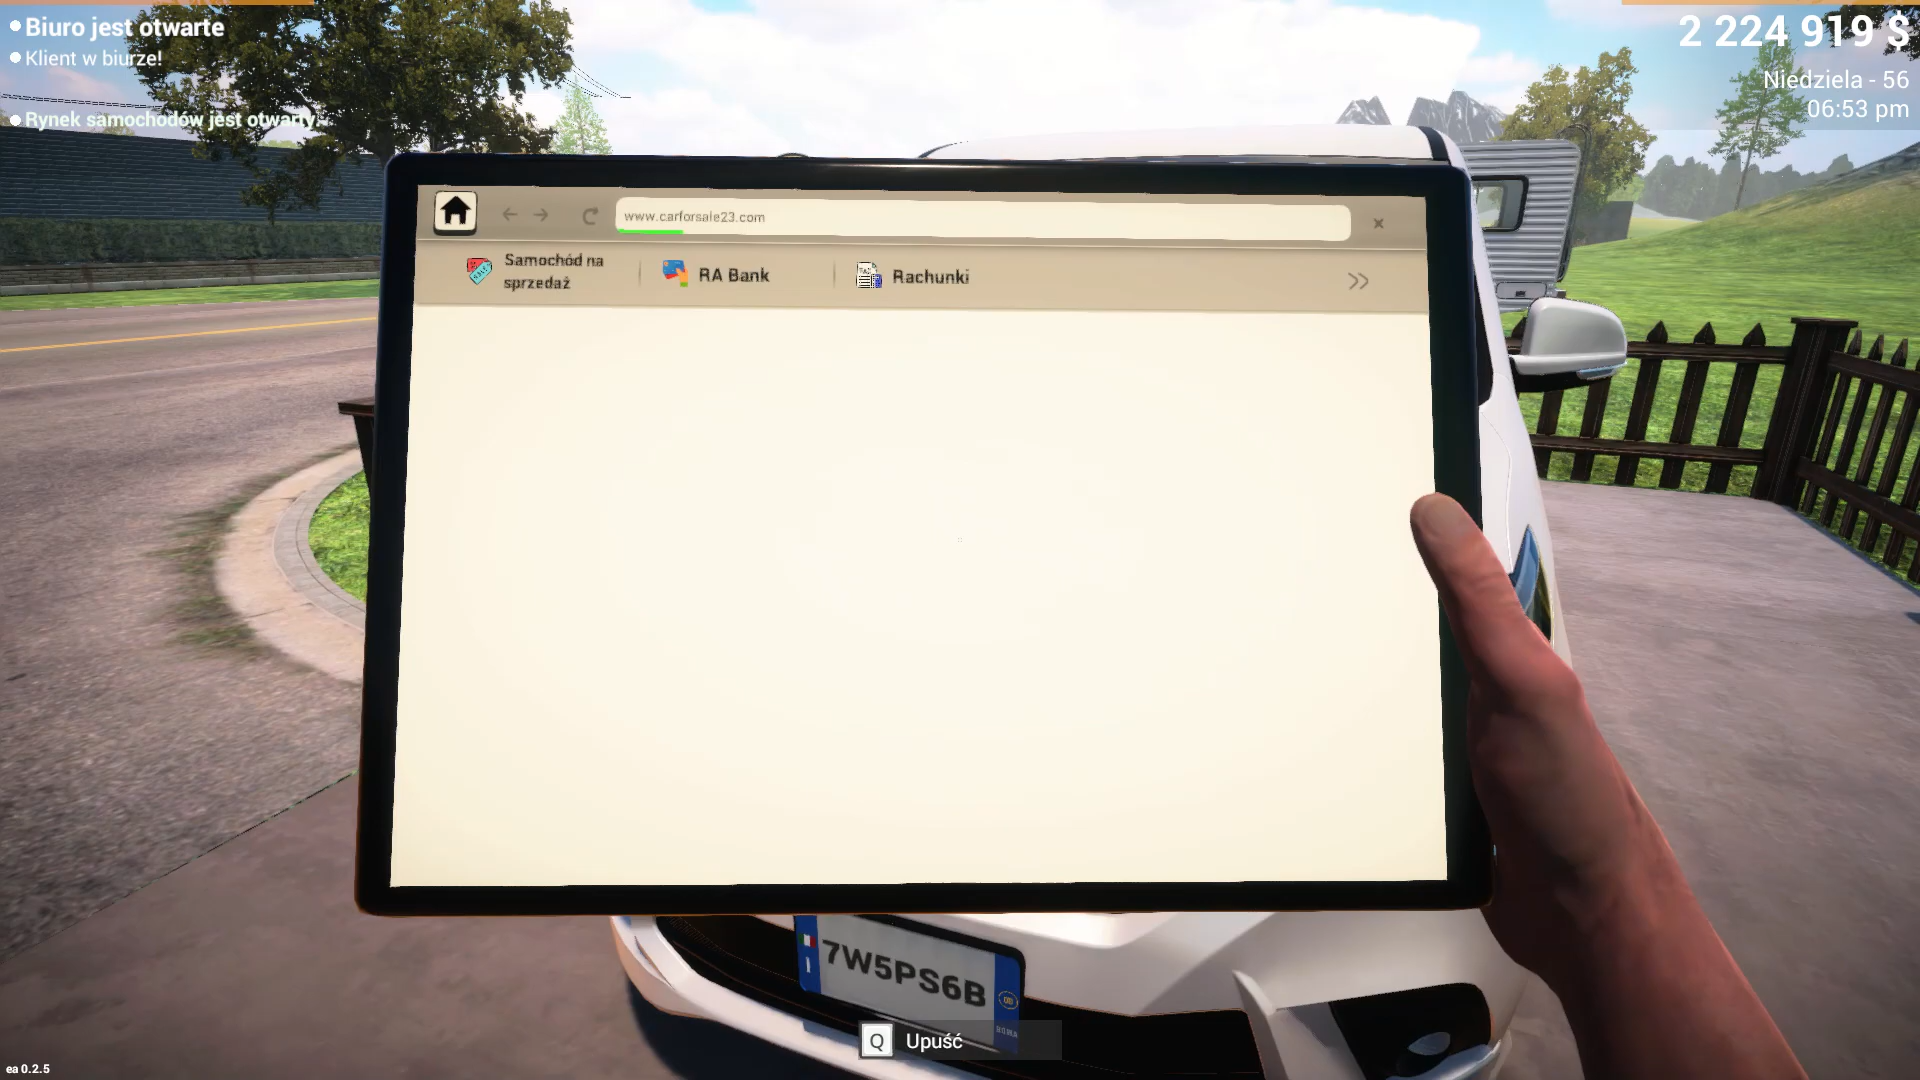 Biuro jest otwarte
Klient w biurze!
Rynek samochodów jest otwarty.
2 224 919 $
Niedziela - 56
06:53 pm
www.carforsale23.com
Samochód na
sprzedaż
RA Bank
Rachunki
7W5PS6B
Q Upuść
ea 0.2.5